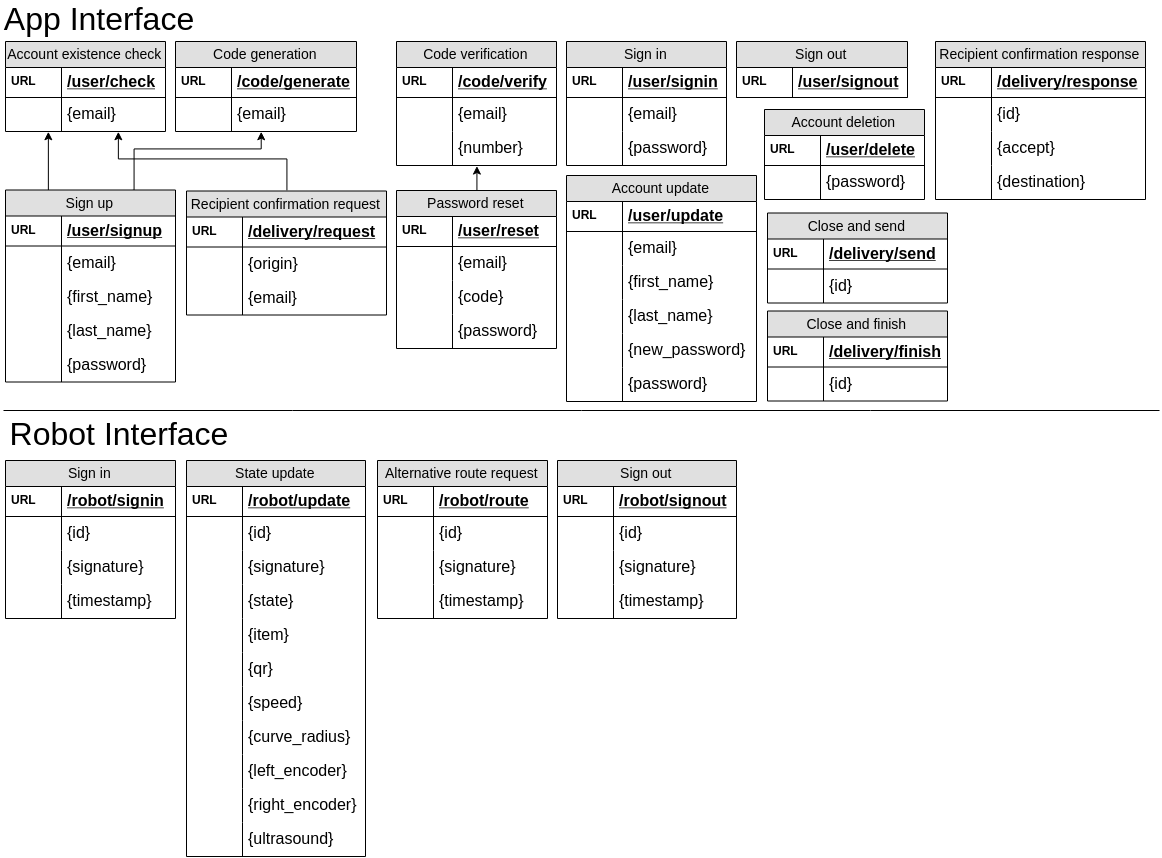 App Interface
Account existence check
URL /user/check
{email}
Code generation
URL /code/generate
{email}
Code verification
URL /code/verify
{email}
{number}
Sign in
URL /user/signin
{email}
{password}
Sign out
URL /user/signout
Recipient confirmation response
URL /delivery/response
{id}
{accept}
{destination}
Account deletion
URL /user/delete
{password}
Sign up
URL /user/signup
{email}
{first_name}
{last_name}
{password}
Recipient confirmation request
URL /delivery/request
{origin}
{email}
Password reset
URL /user/reset
{email}
{code}
{password}
Account update
URL /user/update
{email}
{first_name}
{last_name}
{new_password}
{password}
Close and send
URL /delivery/send
{id}
Close and finish
URL /delivery/finish
{id}
Robot Interface
Sign in
URL /robot/signin
{id}
{signature}
{timestamp}
State update
URL /robot/update
{id}
{signature}
{state}
{item}
{qr}
{speed}
{curve_radius}
{left_encoder}
{right_encoder}
{ultrasound}
Alternative route request
URL /robot/route
{id}
{signature}
{timestamp}
Sign out
URL /robot/signout
{id}
{signature}
{timestamp}